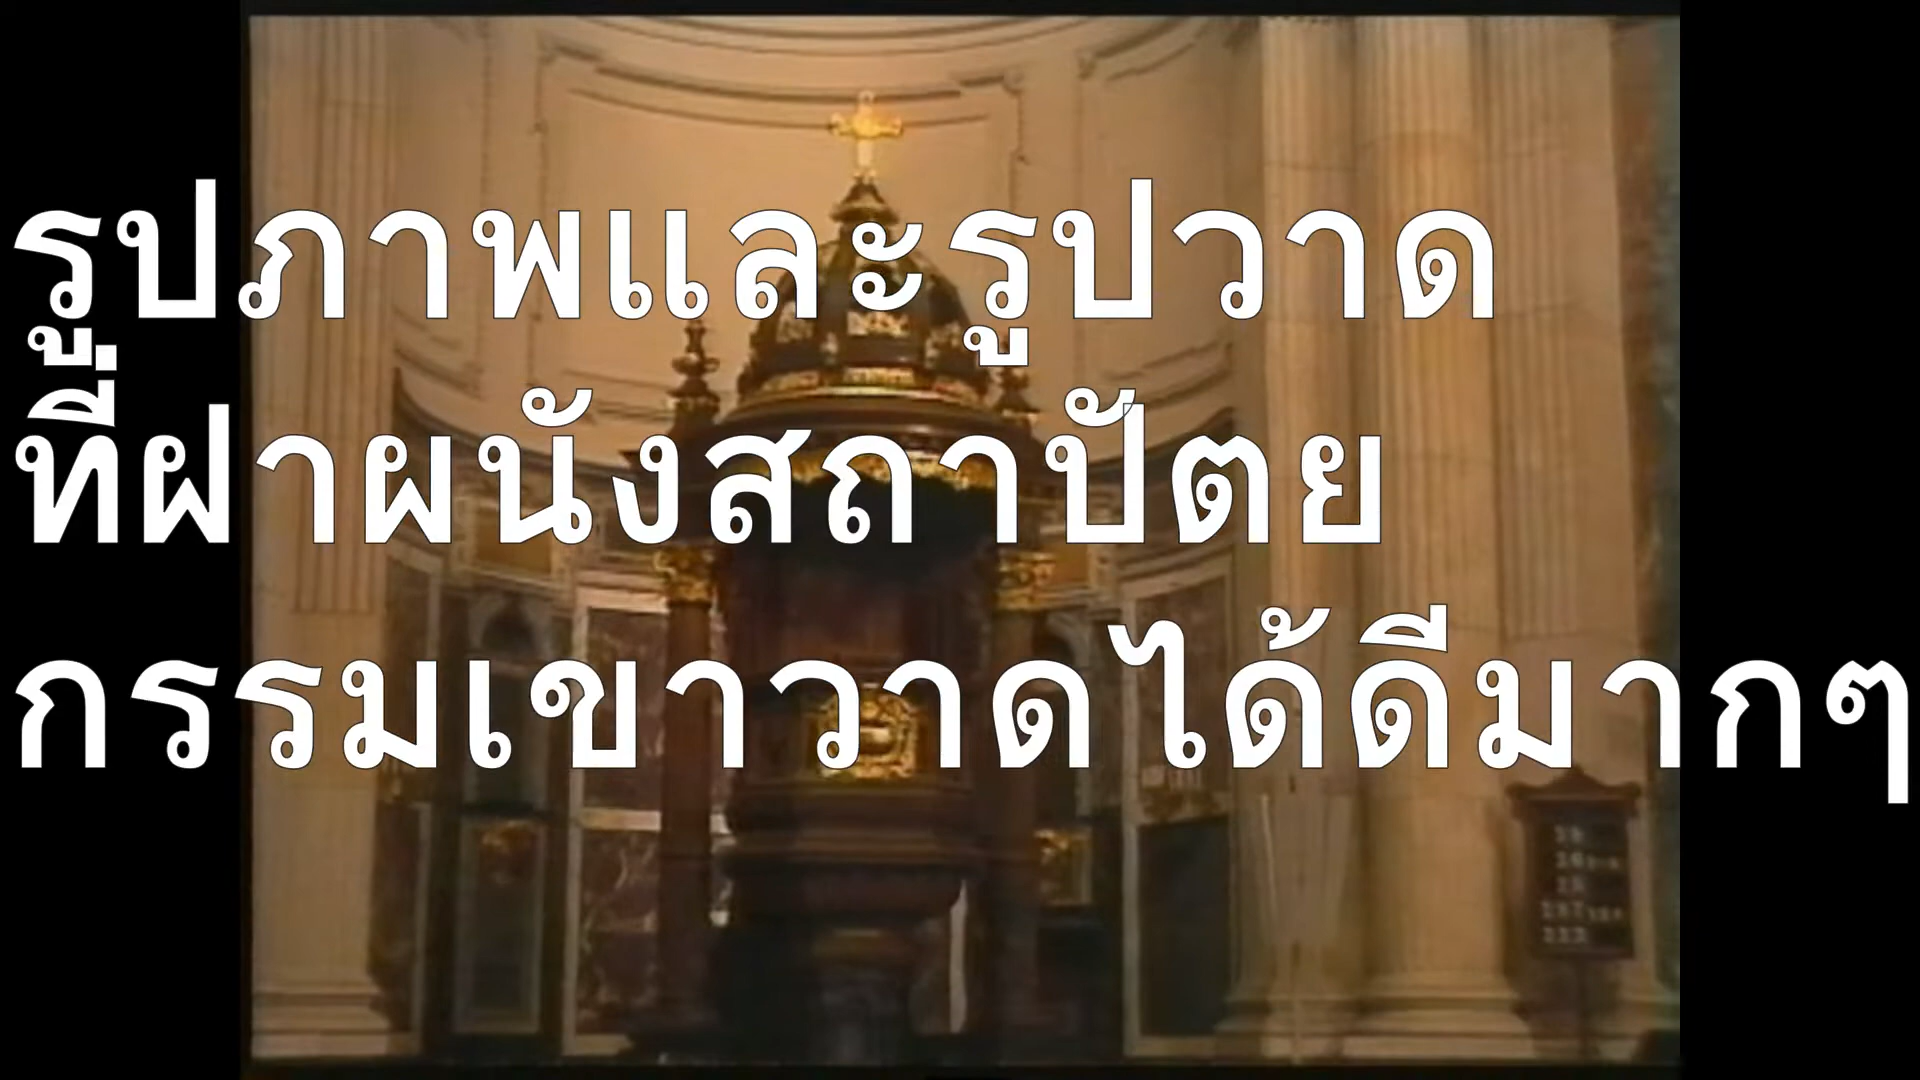 รูปภาพและรูปวาด
ที่ฝาผนังสถาปัตย
กรรมเขาวาดได้ดีมากๆ